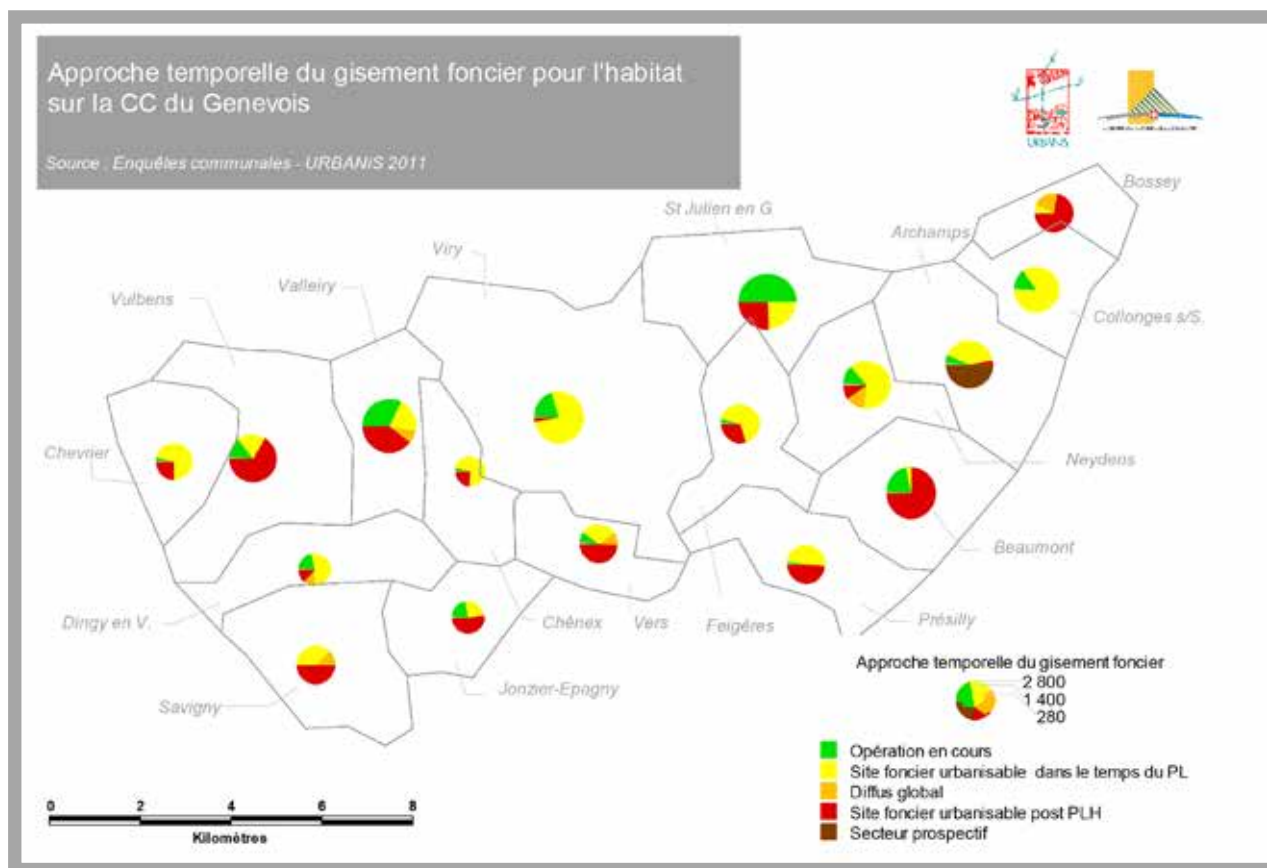 Approche temporelle du gisement foncier pour l'habitat
sur la CC du Genevois
Source : Enquêtes communales - URBANIS 2011
URBANIS
Bossey
St Julien en G
Archamps
Viry
Valleiry
Vulbens
Collonges s/S.
Chevrier
Neydens
Beaumont
Dingy en V.
Chênex
Vers
Feigères
Présilly
Jonzier-Epagny
Savigny
Approche temporelle du gisement foncier
2 800
1 400
280
Opération en cours
Site foncier urbanisable dans le temps du PL
Diffus global
Site foncier urbanisable post PLH
Secteur prospectif
0 2 4 6 8
Kilomètres